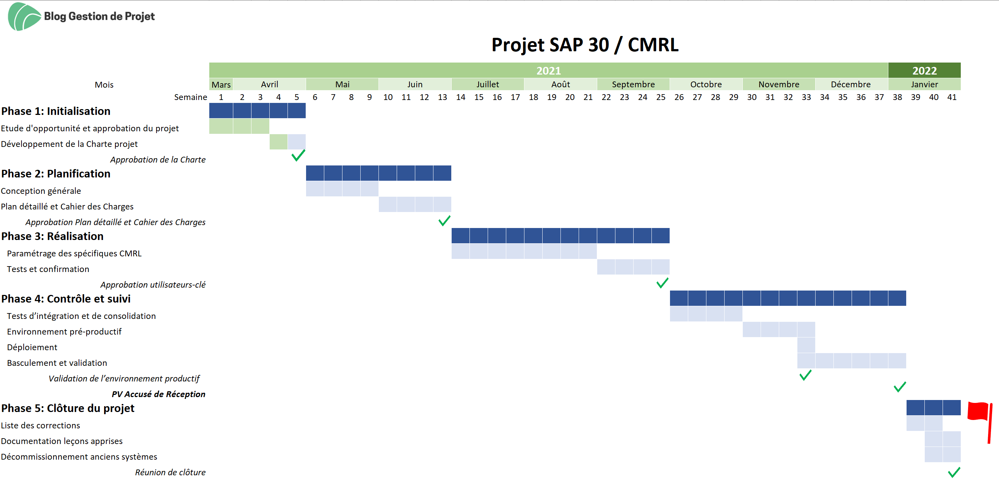 Blog Gestion de Projet
Projet SAP 30 / CMRL
2021 2022
Mois Mars Avril Mai Juin Juillet Août Septembre Octobre Novembre Décembre Janvier
Semaine 1 2 3 4 5 6 7 8 9 10 11 12 13 14 15 16 17 18 19 20 21 22 23 24 25 26 27 28 29 30 31 32 33 34 35 36 37 38 39 40 41
Phase 1: Initialisation
Etude d'opportunité et approbation du projet
Développement de la Charte projet
Approbation de la Charte
Phase 2: Planification
Conception générale
Plan détaillé et Cahier des Charges
Approbation Plan détaillé et Cahier des Charges
Phase 3: Réalisation
Paramétrage des spécifiques CMRL
Tests et confirmation
Approbation utilisateurs-clé
Phase 4: Contrôle et suivi
Tests d’intégration et de consolidation
Environnement pré-productif
Déploiement
Basculement et validation
Validation de l’environnement productif
PV Accusé de Réception
Phase 5: Clôture du projet
Liste des corrections
Documentation leçons apprises
Décommissionnement anciens systèmes
Réunion de clôture